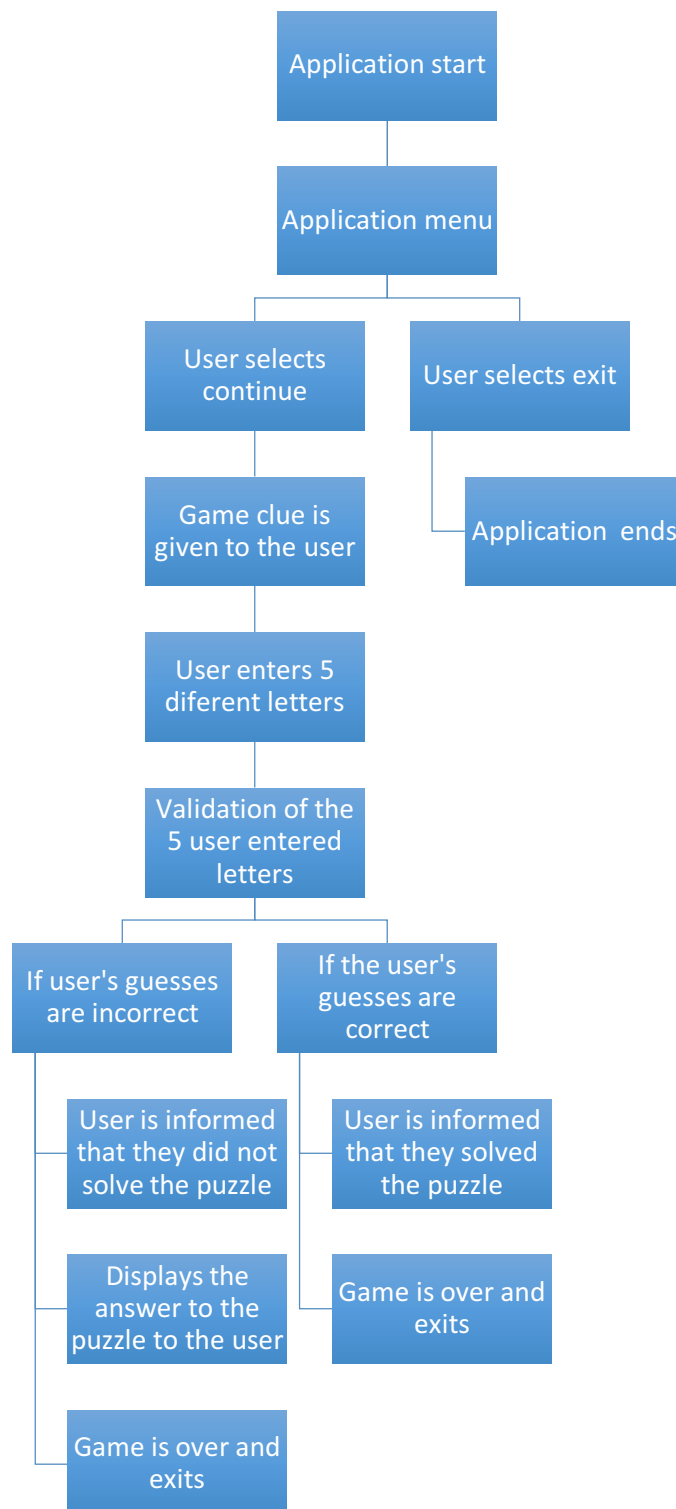 Application start
Application menu
User selects
continue
User selects exit
Game clue is
given to the user
Application  ends
User enters 5
diferent letters
Validation of the
5 user entered
letters
If user's guesses
are incorrect
If the user's
guesses are
correct
User is informed
that they did not
solve the puzzle
User is informed
that they solved
the puzzle
Displays the
answer to the
puzzle to the user
Game is over and
exits
Game is over and
exits